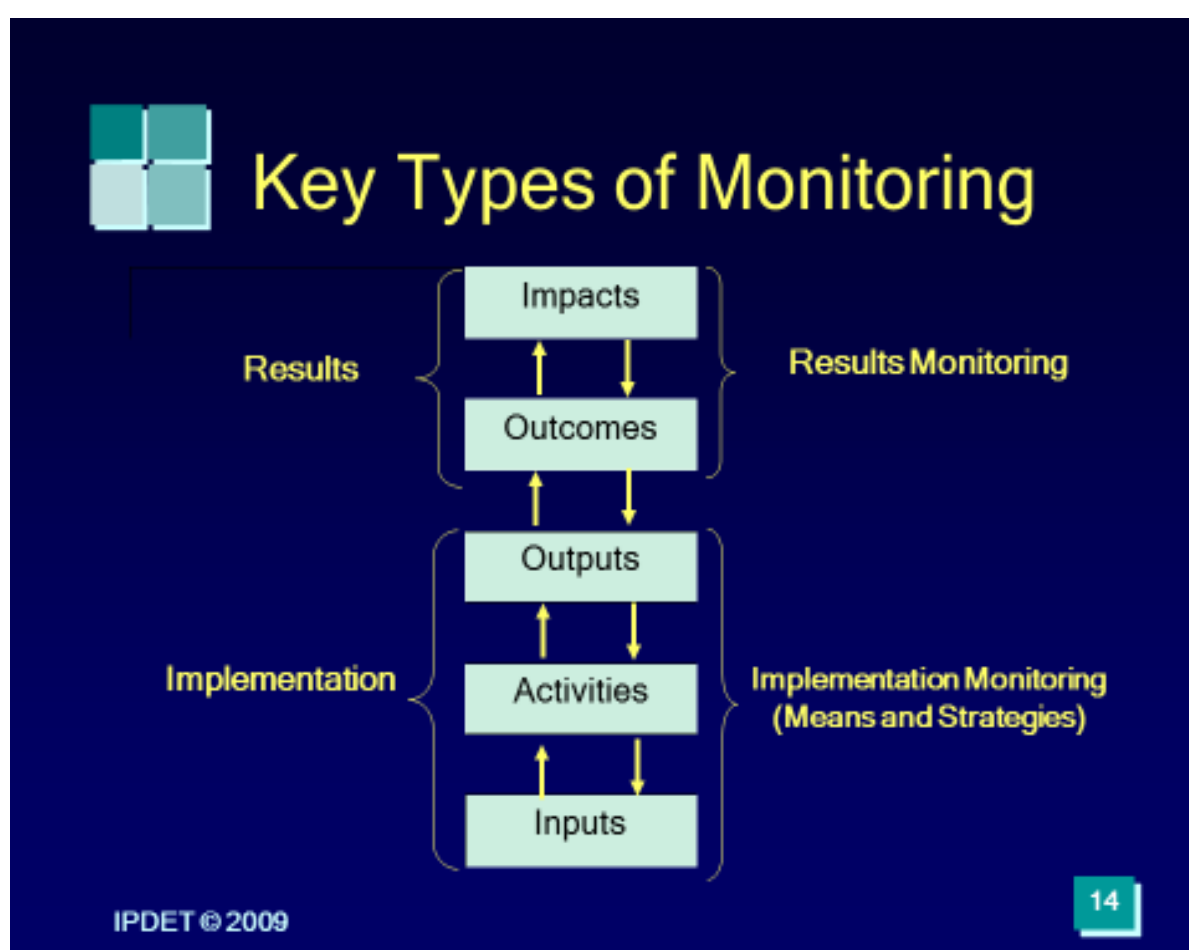 Key Types of Monitoring
Impacts
Results
Results Monitoring
Outcomes
Outputs
Implementation
Activities
Implementation Monitoring
(Means and Strategies)
Inputs
IPDET © 2009
14